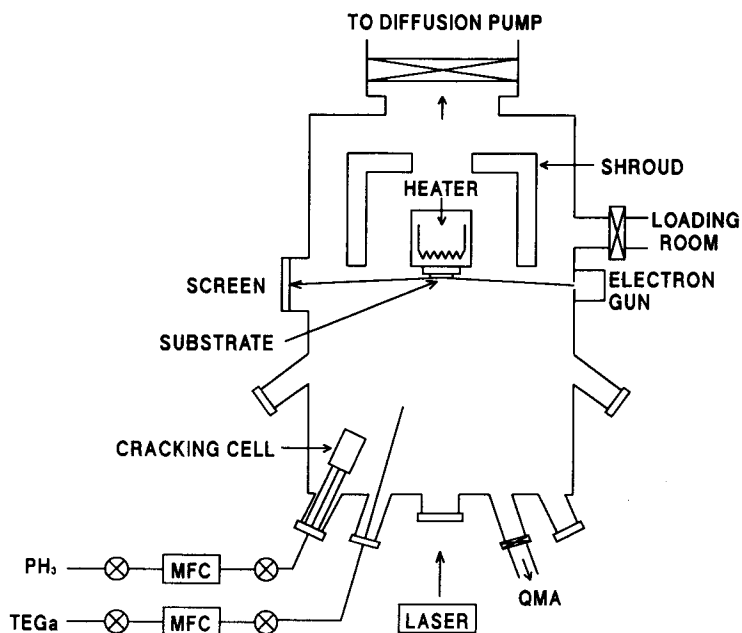 TO DIFFUSION PUMP
SHROUD
HEATER
LOADING
ROOM
SCREEN
ELECTRON
GUN
SUBSTRATE
CRACKING CELL
PH₃
MFC
QMA
TEGa
MFC
LASER